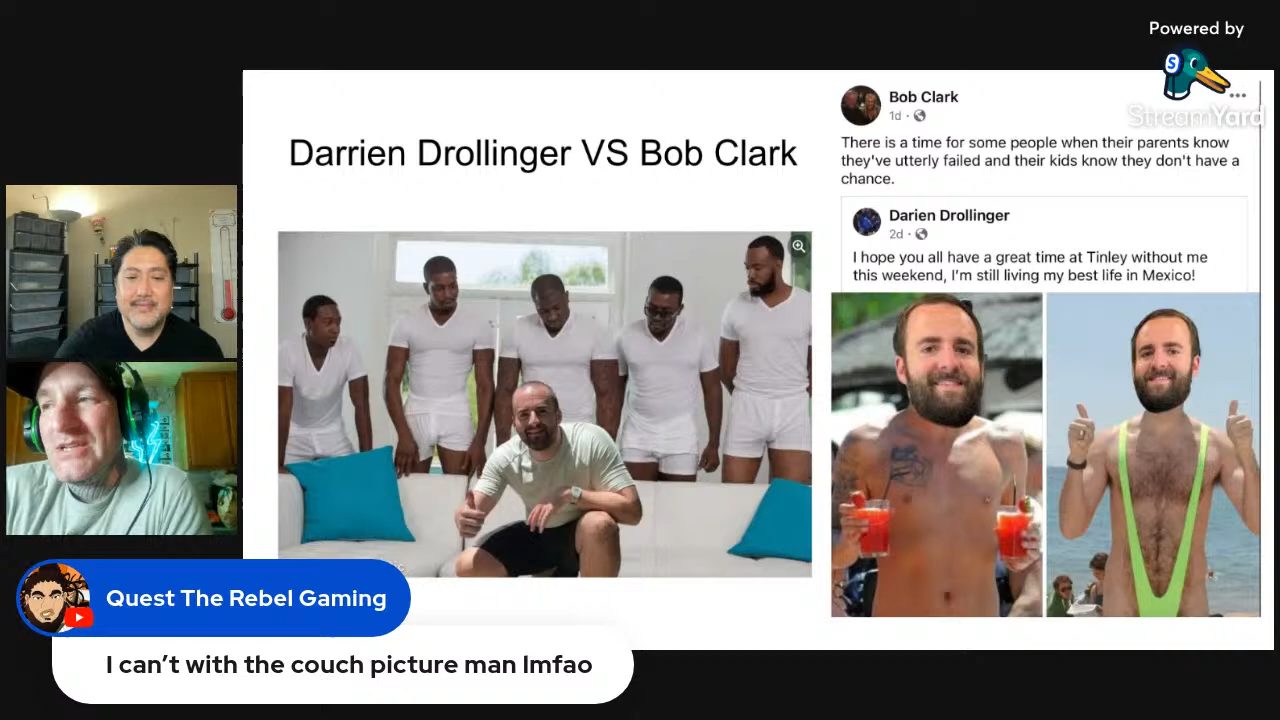 Powered by
StreamYard
Darrien Drollinger VS Bob Clark
Bob Clark
1d ·
There is a time for some people when their parents know
they've utterly failed and their kids know they don't have a
chance.
Darien Drollinger
2d ·
I hope you all have a great time at Tinley without me
this weekend, I'm still living my best life in Mexico!
Quest The Rebel Gaming
I can’t with the couch picture man lmfao